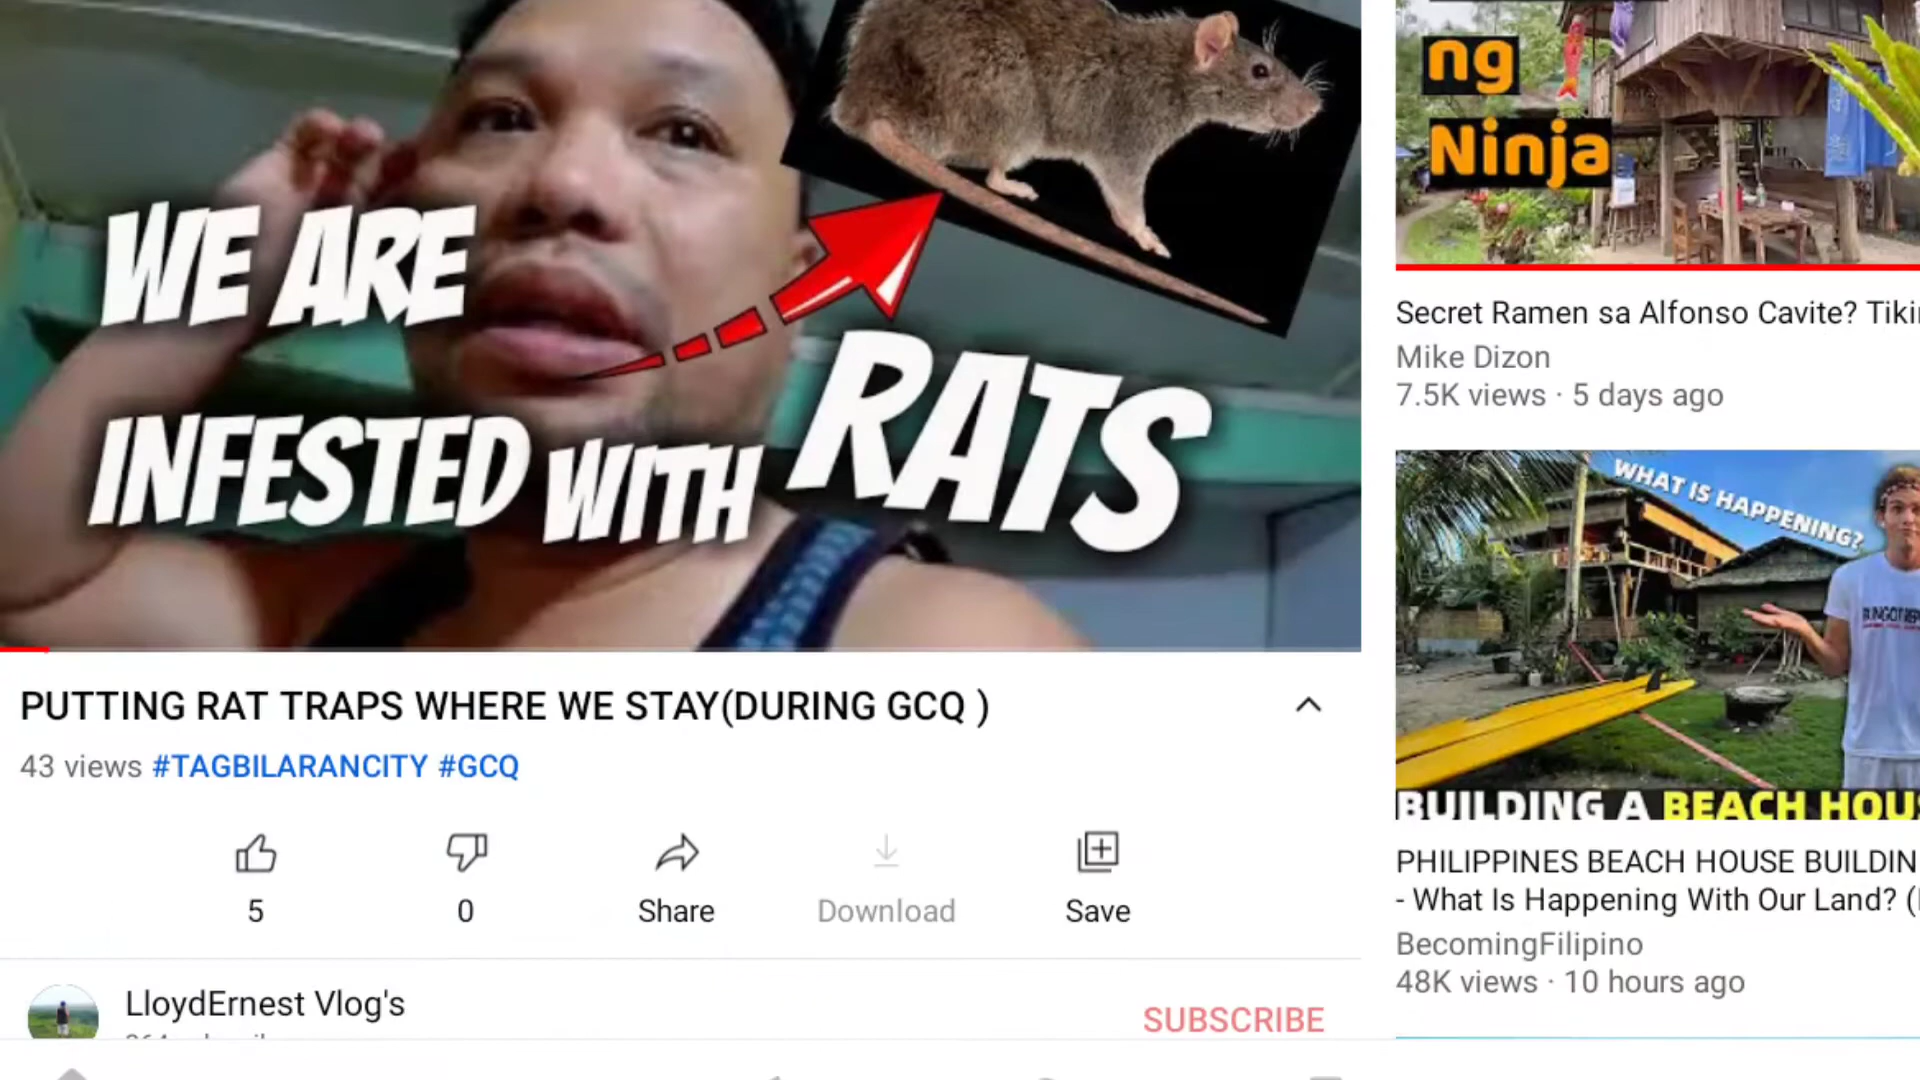 WE ARE
INFESTED WITH RATS
PUTTING RAT TRAPS WHERE WE STAY(DURING GCQ )
43 views #TAGBILARANCITY #GCQ
5
0
Share
Download
Save
LloydErnest Vlog's
SUBSCRIBE
ng
Ninja
Secret Ramen sa Alfonso Cavite?
Mike Dizon
7.5K views · 5 days ago
WHAT IS HAPPENING?
BUILDING A BEACH
PHILIPPINES BEACH HOUSE
- What Is Happening With Our Land?
BecomingFilipino
48K views · 10 hours ago